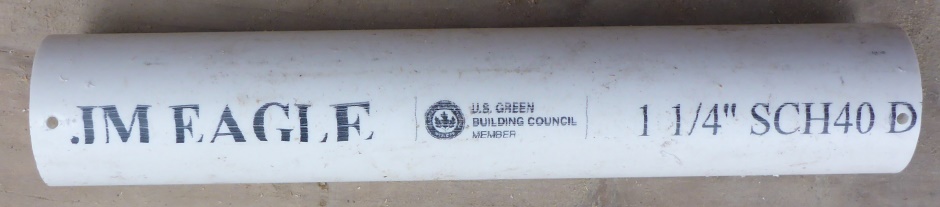 JM EAGLE
U.S. GREEN
BUILDING COUNCIL
MEMBER
1 1/4" SCH40 D